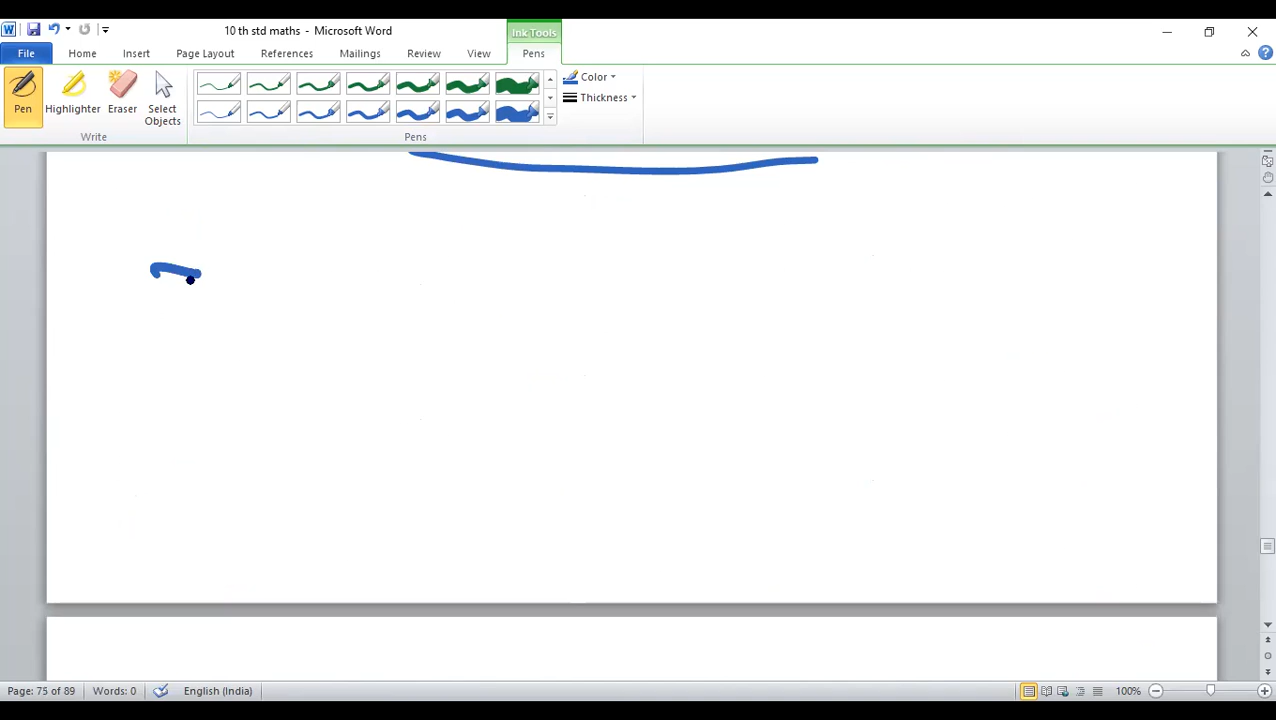 10 th std maths - Microsoft Word
Ink Tools
File Home Insert Page Layout References Mailings Review View Pens
Pen Highlighter Eraser Select Objects
Color
Thickness
Write Pens
Page: 75 of 89 Words: 0 English (India) 100%